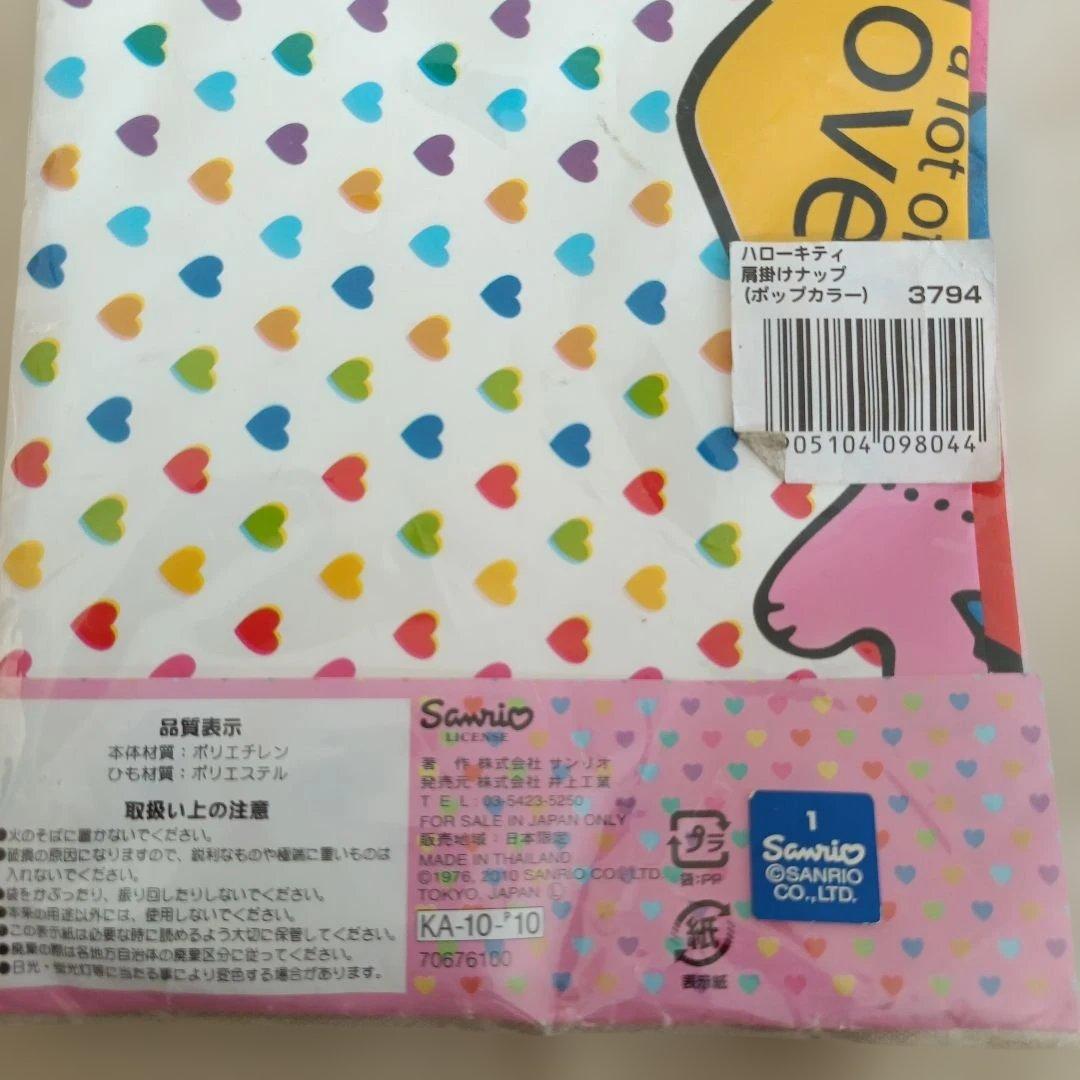 a lot of
ove
ハローキティ
肩掛けナップ
(ポップカラー) 3794
905104 098044
品質表示
本体材質:ポリエチレン
ひも材質:ポリエステル
取扱い上の注意
●火のそばに置かないでください。
●破損の原因になりますので、鋭利なものや極端に重いものは
入れないでください。
●袋をかぶったり、振り回したりしないでください。
●本来の用途以外には、使用しないでください。
●この表示紙は必要な時に読めるよう大切に保管してください。
●廃棄の際は各地方自治体の廃棄区分に従ってください。
●日光・蛍光灯等に当たる事により変色する場合があります。
Sanrio
LICENSE
著 作 株式会社 サンリオ
発売元 株式会社 井上工業
TEL:03-5423-5250
FOR SALE IN JAPAN ONLY
販売地域:日本限定
MADE IN THAILAND
©1976, 2010 SANRIO CO., LTD.
TOKYO, JAPAN Ⓛ
KA-10-P10
70676100
プラ
袋:PP
紙
表示紙
1
Sanrio
©SANRIO
CO.,LTD.